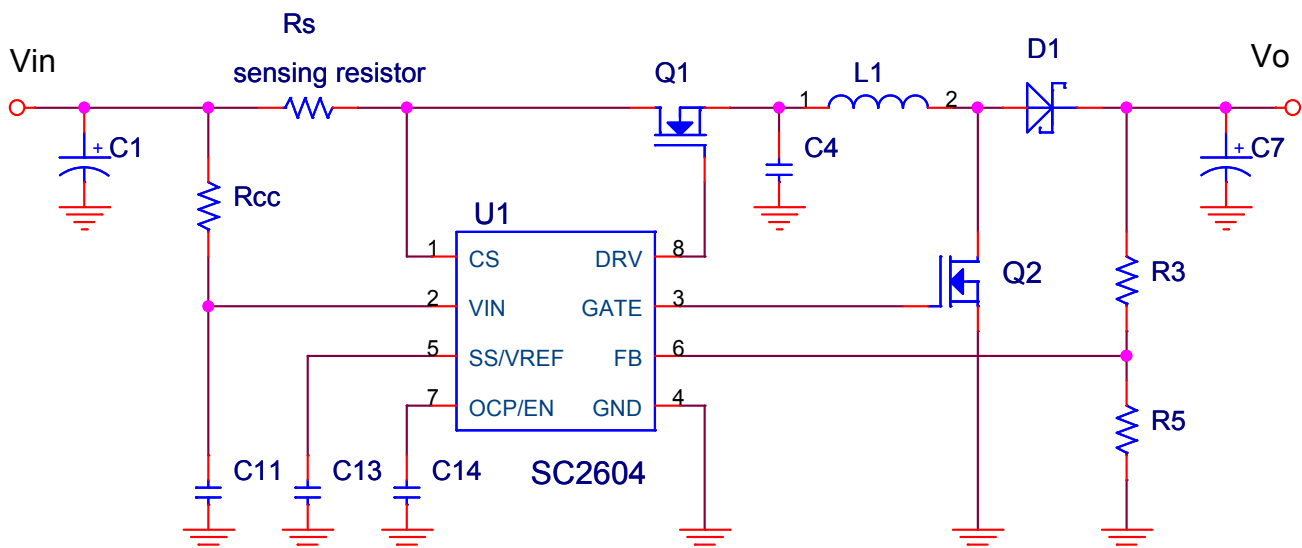 Vin
Rs
sensing resistor
Q1
L1
D1
Vo
1
2
+ C1
C4
+ C7
Rcc
U1
1
CS
DRV
8
2
VIN
GATE
3
5
SS/VREF
FB
6
7
OCP/EN
GND
4
Q2
R3
R5
C11
C13
C14
SC2604